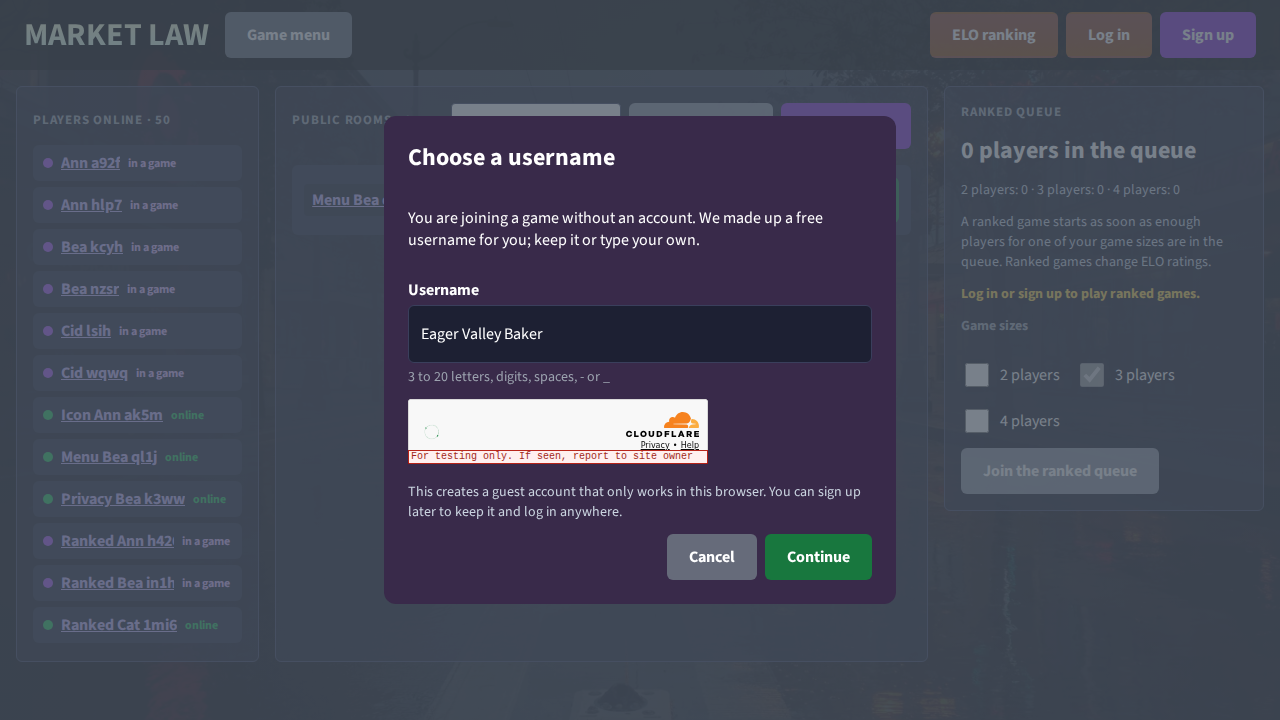 MARKET LAW
Game menu
ELO ranking
Log in
Sign up
PLAYERS ONLINE · 50
Ann a92f in a game
Ann hlp7 in a game
Bea kcyh in a game
Bea nzsr in a game
Cid lsih in a game
Cid wqwq in a game
Icon Ann ak5m online
Menu Bea ql1j online
Privacy Bea k3ww online
Ranked Ann in a game
Ranked Bea in a game
Ranked Cat 1mi6 online
PUBLIC ROOMS
Menu Bea
Choose a username
You are joining a game without an account. We made up a free
username for you; keep it or type your own.
Username
Eager Valley Baker
3 to 20 letters, digits, spaces, - or _
CLOUDFLARE
Privacy • Help
For testing only. If seen, report to site owner
This creates a guest account that only works in this browser. You can sign up
later to keep it and log in anywhere.
Cancel
Continue
RANKED QUEUE
0 players in the queue
2 players: 0 · 3 players: 0 · 4 players: 0
A ranked game starts as soon as enough
players for one of your game sizes are in the
queue. Ranked games change ELO ratings.
Log in or sign up to play ranked games.
Game sizes
2 players
3 players
4 players
Join the ranked queue